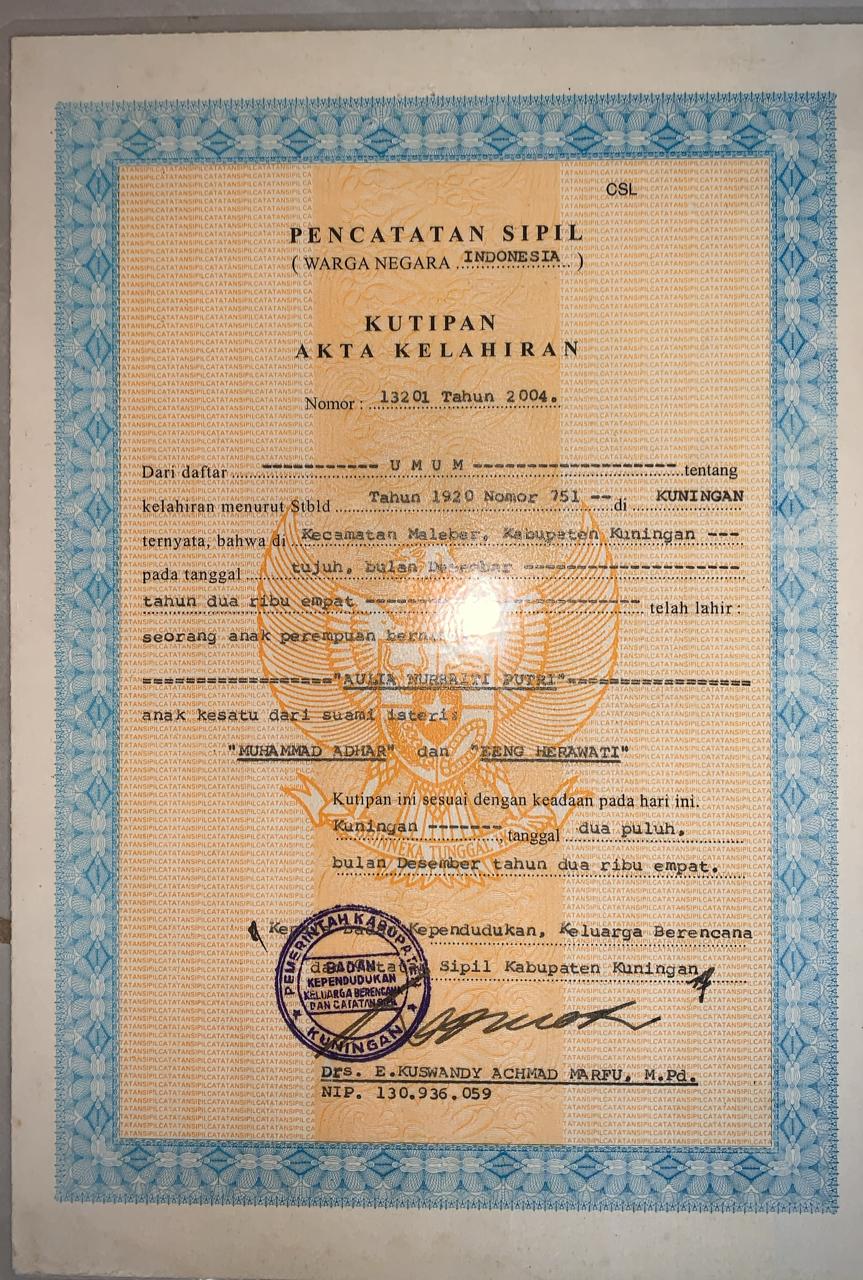 CSL
PENCATATAN SIPIL
( WARGA NEGARA INDONESIA )
KUTIPAN
AKTA KELAHIRAN
Nomor : 13201 Tahun 2004.
Dari daftar ----------- U M U M ------------------- tentang
kelahiran menurut Stbld Tahun 1920 Nomor 751 -- di KUNINGAN
ternyata, bahwa di Kecamatan Maleber, Kabupaten Kuningan ---
pada tanggal tujuh, bulan Desember --------------------
tahun dua ribu empat -------------------------- telah lahir :
seorang anak perempuan
------------------"AULIA NURBAITI PUTRI"-----------------
anak kesatu dari suami isteri:
"MUHAMMAD ADHAR" dan "EENG HERAWATI"
Kutipan ini sesuai dengan keadaan pada hari ini.
Kuningan -------, tanggal dua puluh,
bulan Desember tahun dua ribu empat.
Kependudukan, Keluarga Berencana
Sipil Kabupaten Kuningan
PEMERINTAH KABUPATEN
BADAN
KEPENDUDUKAN
KELUARGA BERENCANA
DAN CATATAN SIPIL
KUNINGAN
Drs. E.KUSWANDY ACHMAD MARFU, M.Pd.
NIP. 130.936.059